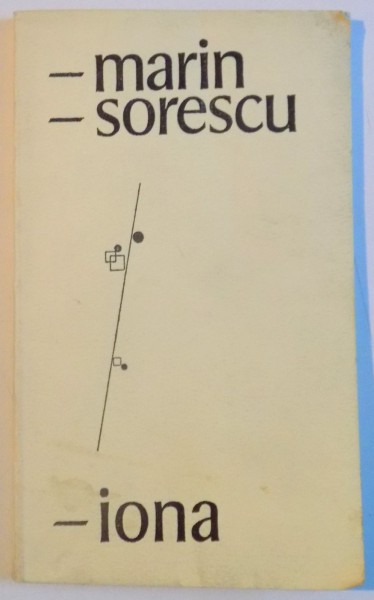 – marin
– sorescu
– iona